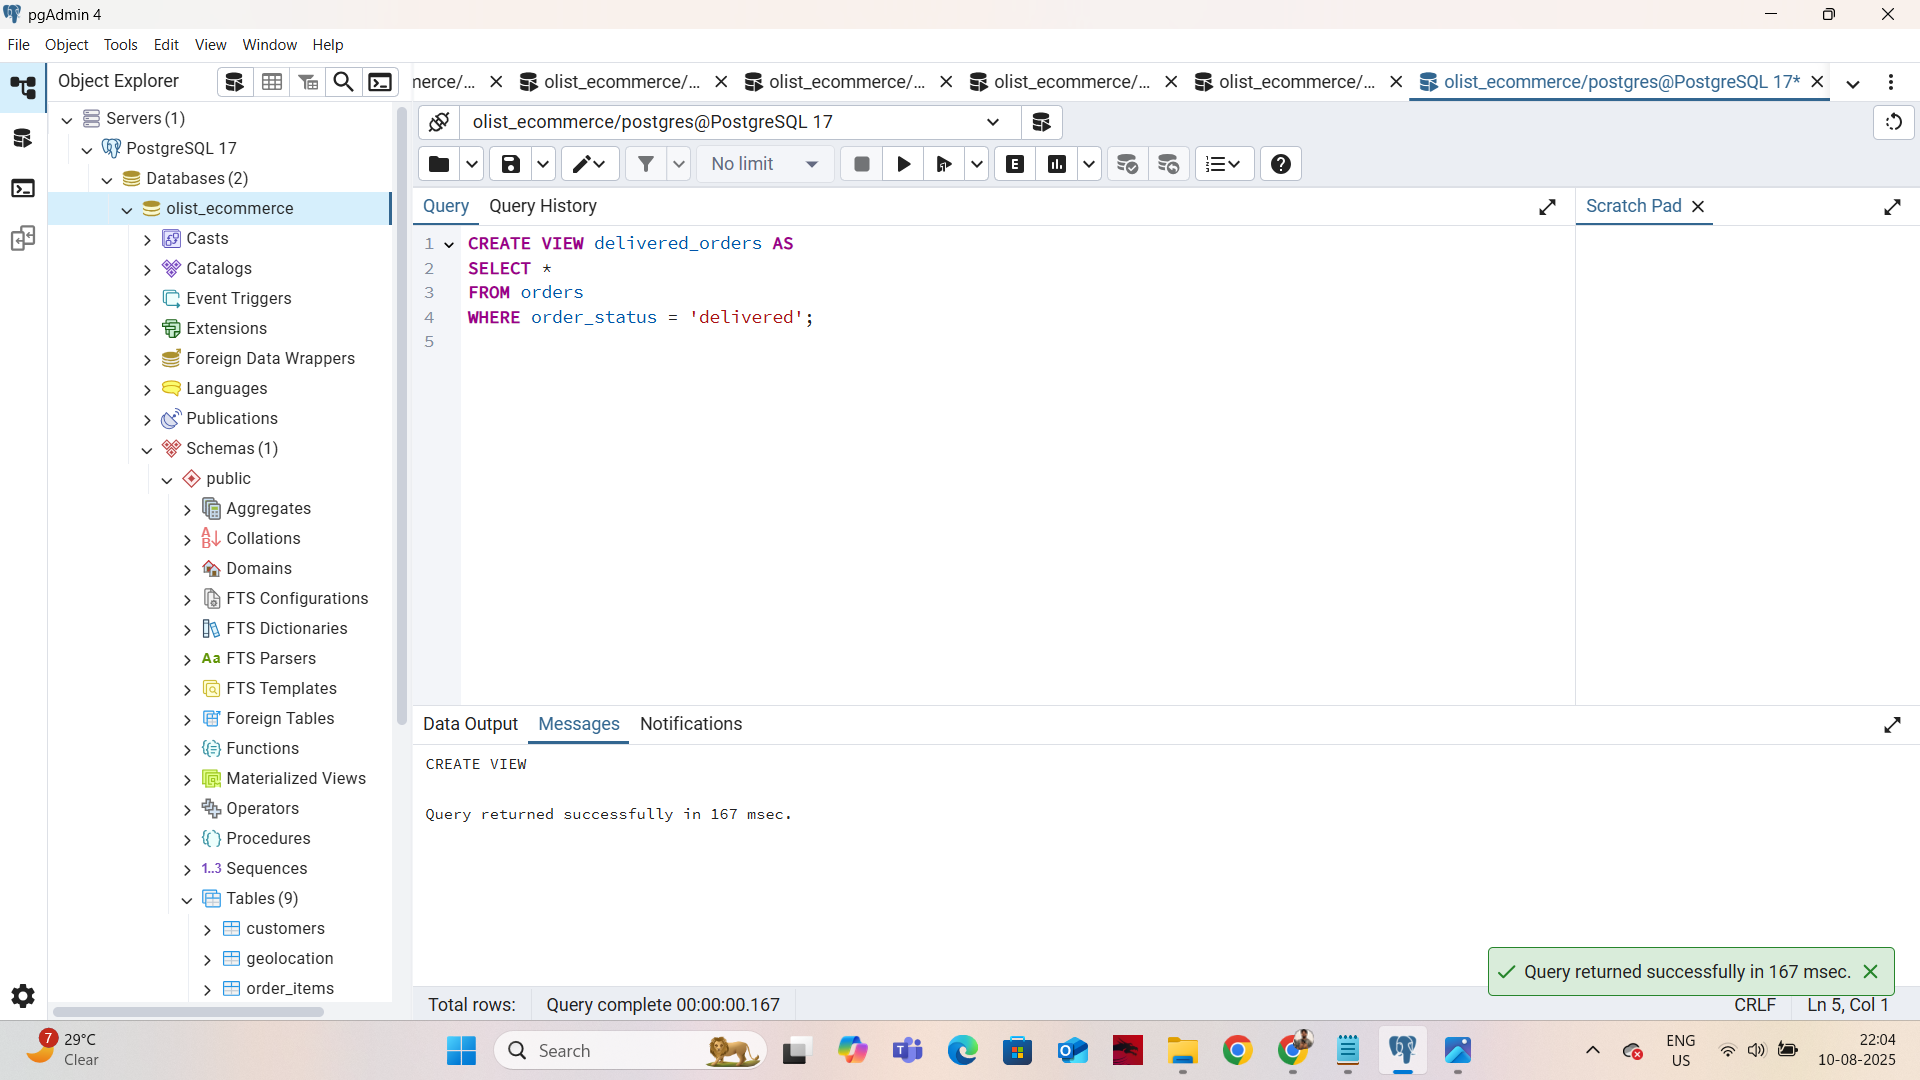 pgAdmin 4
File Object Tools Edit View Window Help
Object Explorer
merce/... olist_ecommerce/... olist_ecommerce/... olist_ecommerce/... olist_ecommerce/... olist_ecommerce/postgres@PostgreSQL 17*
Servers (1)
PostgreSQL 17
Databases (2)
olist_ecommerce
Casts
Catalogs
Event Triggers
Extensions
Foreign Data Wrappers
Languages
Publications
Schemas (1)
public
Aggregates
Collations
Domains
FTS Configurations
FTS Dictionaries
Aa FTS Parsers
FTS Templates
Foreign Tables
Functions
Materialized Views
Operators
Procedures
1..3 Sequences
Tables (9)
customers
geolocation
order_items
olist_ecommerce/postgres@PostgreSQL 17
No limit
E
Query Query History
Scratch Pad
1 CREATE VIEW delivered_orders AS
2 SELECT *
3 FROM orders
4 WHERE order_status = 'delivered';
5
Data Output Messages Notifications
CREATE VIEW
Query returned successfully in 167 msec.
Query returned successfully in 167 msec.
Total rows: Query complete 00:00:00.167 CRLF Ln 5, Col 1
7
29°C
Clear
Search
ENG
US
22:04
10-08-2025